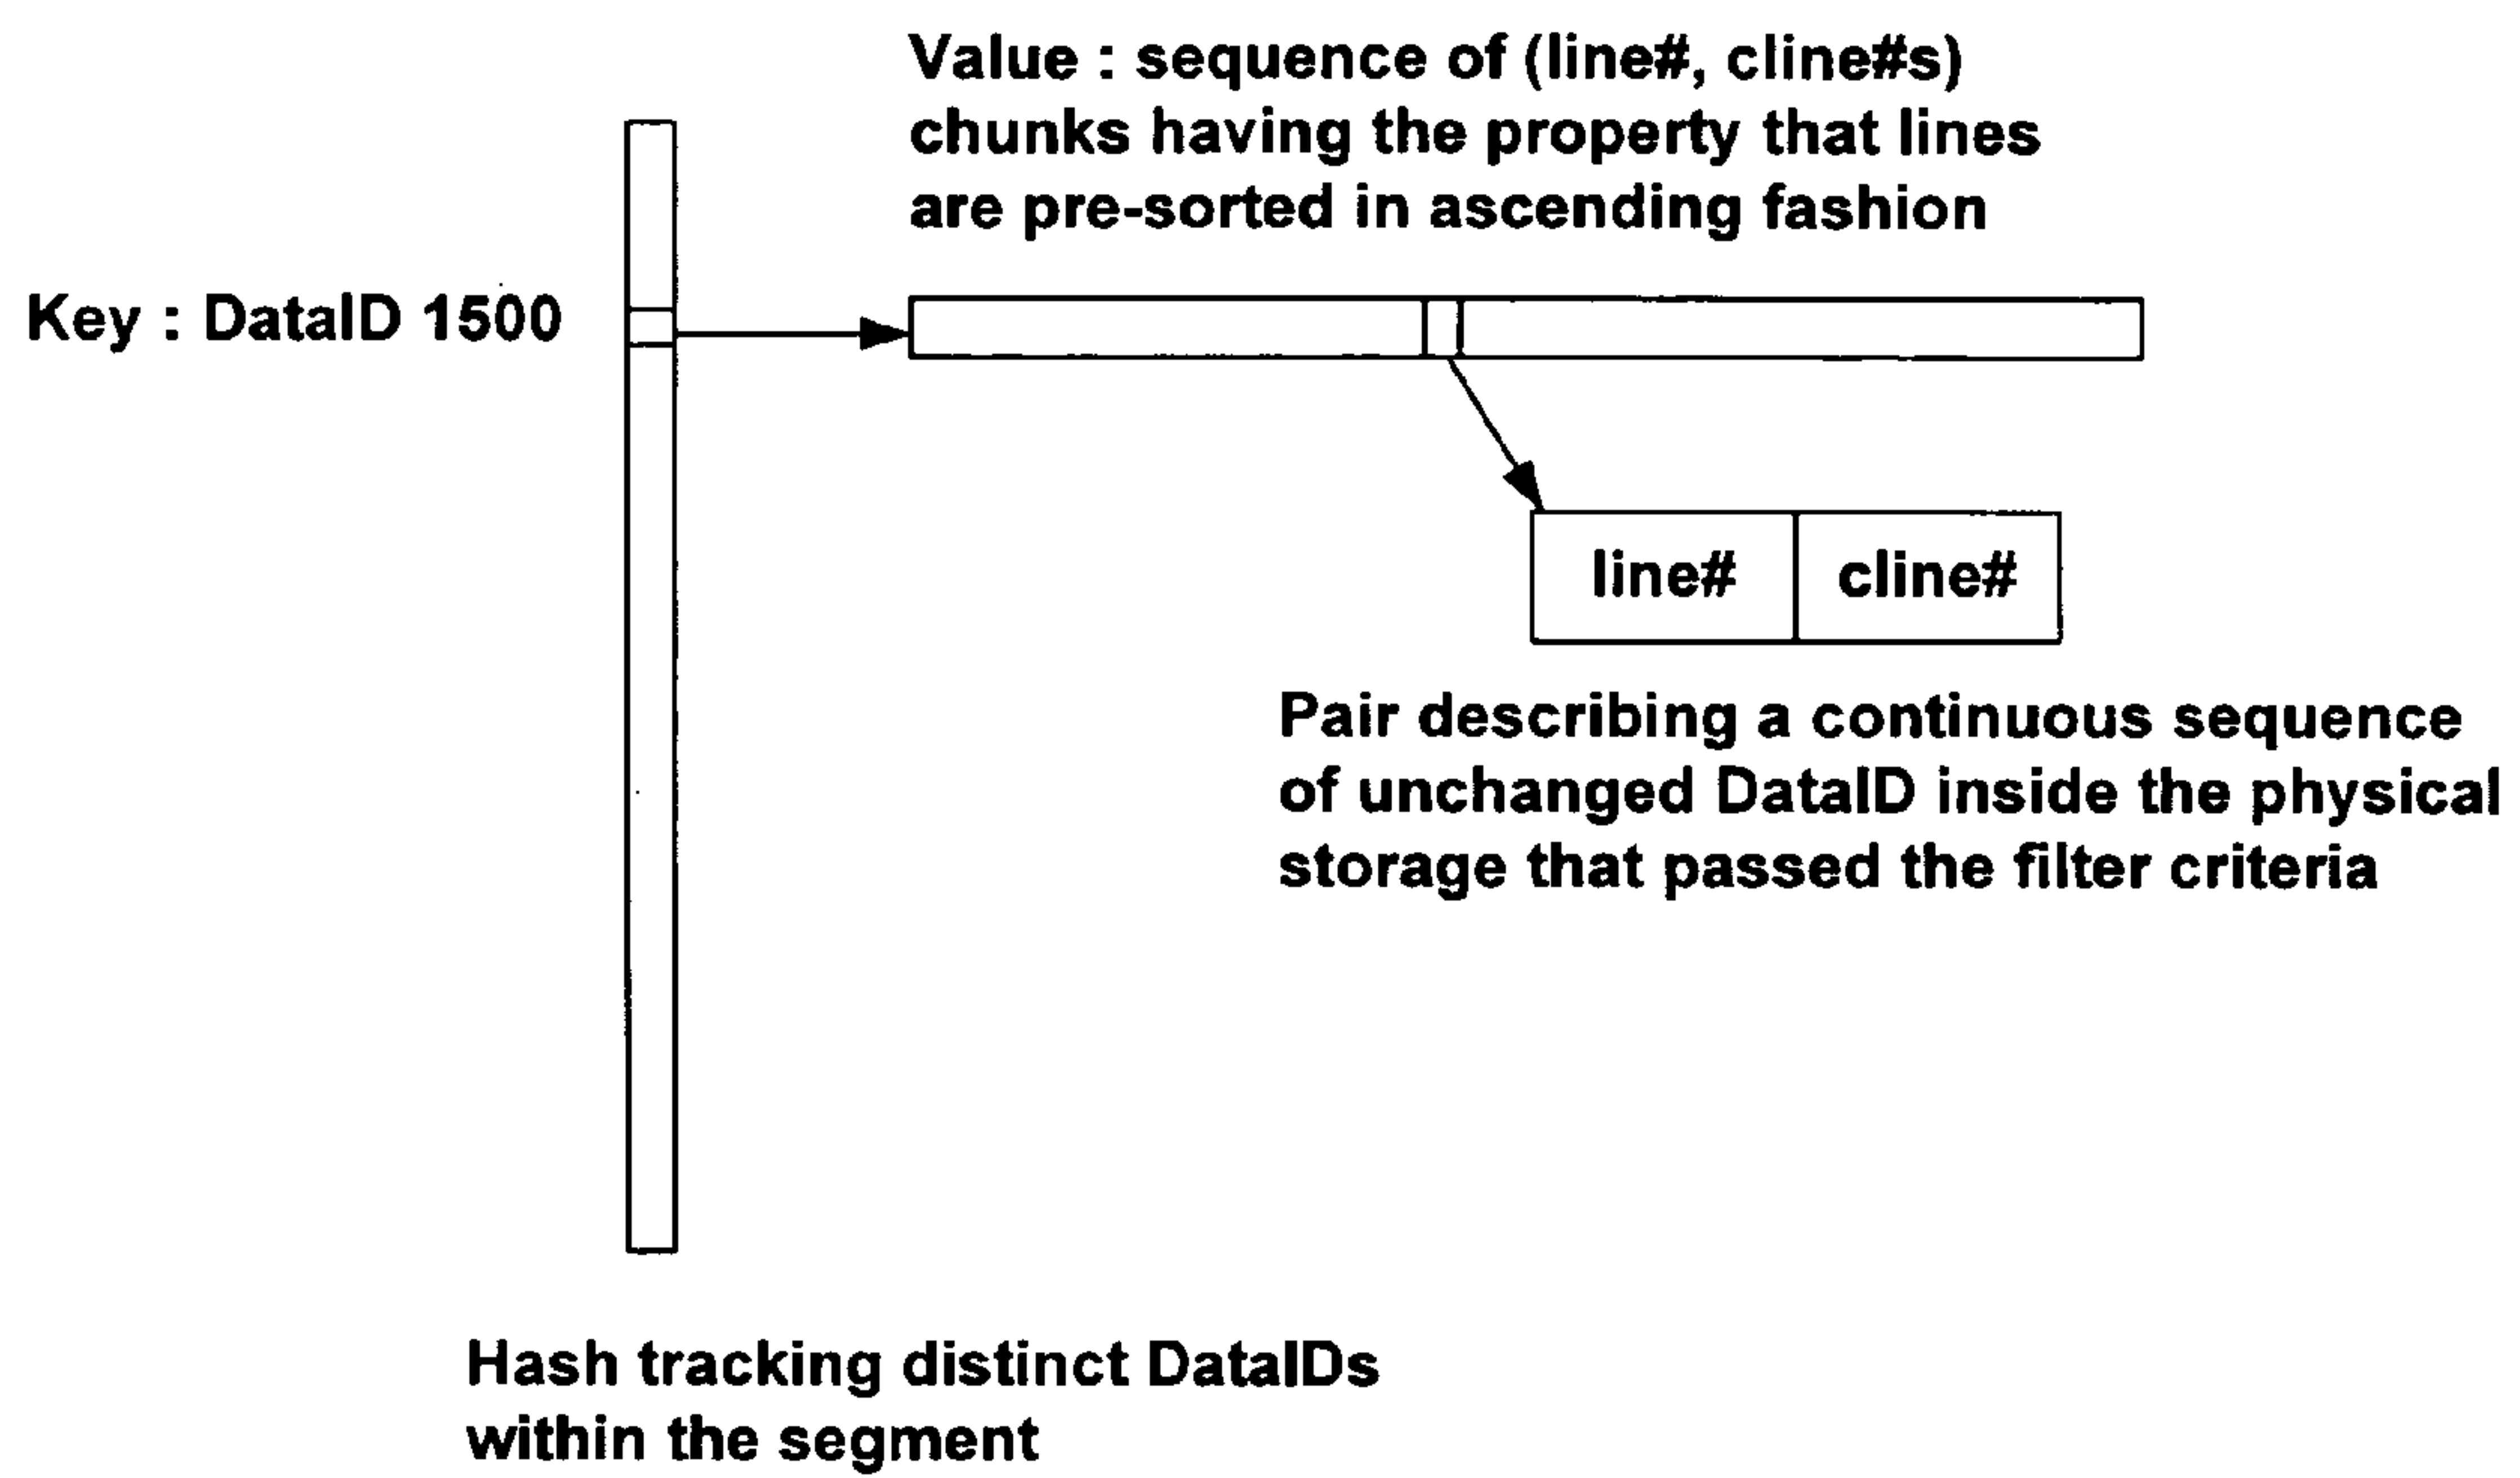 Value : sequence of (line#, cline#s)
chunks having the property that lines
are pre-sorted in ascending fashion
Key : DataID 1500
line#
cline#
Pair describing a continuous sequence
of unchanged DataID inside the physical
storage that passed the filter criteria
Hash tracking distinct DataIDs
within the segment